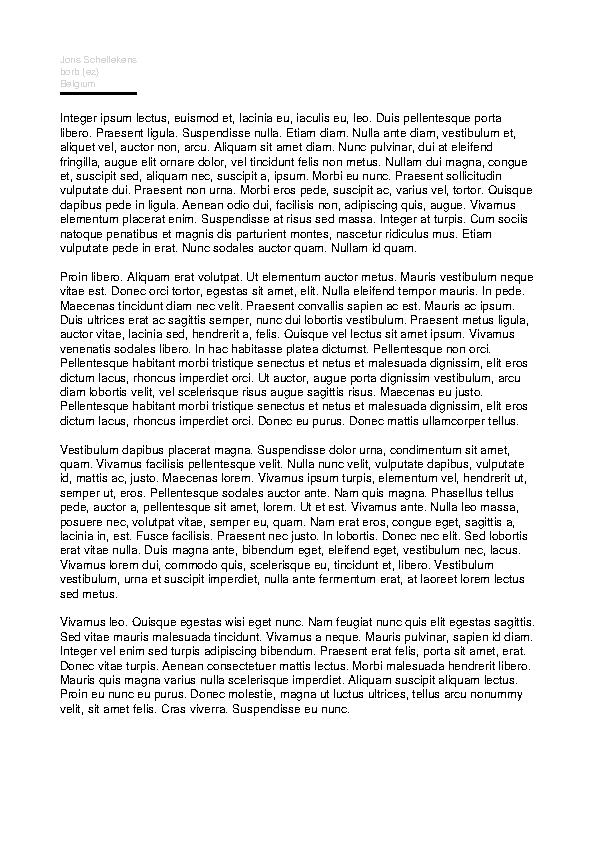 Joris Schellekens
borb (ez)
Belgium
Integer ipsum lectus, euismod et, lacinia eu, iaculis eu, leo. Duis pellentesque porta
libero. Praesent ligula. Suspendisse nulla. Etiam diam. Nulla ante diam, vestibulum et,
aliquet vel, auctor non, arcu. Aliquam sit amet diam. Nunc pulvinar, dui at eleifend
fringilla, augue elit ornare dolor, vel tincidunt felis non metus. Nullam dui magna, congue
et, suscipit sed, aliquam nec, suscipit a, ipsum. Morbi eu nunc. Praesent sollicitudin
vulputate dui. Praesent non urna. Morbi eros pede, suscipit ac, varius vel, tortor. Quisque
dapibus pede in ligula. Aenean odio dui, facilisis non, adipiscing quis, augue. Vivamus
elementum placerat enim. Suspendisse at risus sed massa. Integer at turpis. Cum sociis
natoque penatibus et magnis dis parturient montes, nascetur ridiculus mus. Etiam
vulputate pede in erat. Nunc sodales auctor quam. Nullam id quam.
Proin libero. Aliquam erat volutpat. Ut elementum auctor metus. Mauris vestibulum neque
vitae est. Donec orci tortor, egestas sit amet, elit. Nulla eleifend tempor mauris. In pede.
Maecenas tincidunt diam nec velit. Praesent convallis sapien ac est. Mauris ac ipsum.
Duis ultrices erat ac sagittis semper, nunc dui lobortis vestibulum. Praesent metus ligula,
auctor vitae, lacinia sed, hendrerit a, felis. Quisque vel lectus sit amet ipsum. Vivamus
venenatis sodales libero. In hac habitasse platea dictumst. Pellentesque non orci.
Pellentesque habitant morbi tristique senectus et netus et malesuada dignissim, elit eros
dictum lacus, rhoncus imperdiet orci. Ut auctor, augue porta dignissim vestibulum, arcu
diam lobortis velit, vel scelerisque risus augue sagittis risus. Maecenas eu justo.
Pellentesque habitant morbi tristique senectus et netus et malesuada dignissim, elit eros
dictum lacus, rhoncus imperdiet orci. Donec eu purus. Donec mattis ullamcorper tellus.
Vestibulum dapibus placerat magna. Suspendisse dolor urna, condimentum sit amet,
quam. Vivamus facilisis pellentesque velit. Nulla nunc velit, vulputate dapibus, vulputate
id, mattis ac, justo. Maecenas lorem. Vivamus ipsum turpis, elementum vel, hendrerit ut,
semper ut, eros. Pellentesque sodales auctor ante. Nam quis magna. Phasellus tellus
pede, auctor a, pellentesque sit amet, lorem. Ut et est. Vivamus ante. Nulla leo massa,
posuere nec, volutpat vitae, semper eu, quam. Nam erat eros, congue eget, sagittis a,
lacinia in, est. Fusce facilisis. Praesent nec justo. In lobortis. Donec nec elit. Sed lobortis
erat vitae nulla. Duis magna ante, bibendum eget, eleifend eget, vestibulum nec, lacus.
Vivamus lorem dui, commodo quis, scelerisque eu, tincidunt et, libero. Vestibulum
vestibulum, urna et suscipit imperdiet, nulla ante fermentum erat, at laoreet lorem lectus
sed metus.
Vivamus leo. Quisque egestas wisi eget nunc. Nam feugiat nunc quis elit egestas sagittis.
Sed vitae mauris malesuada tincidunt. Vivamus a neque. Mauris pulvinar, sapien id diam.
Integer vel enim sed turpis adipiscing bibendum. Praesent erat felis, porta sit amet, erat.
Donec vitae turpis. Aenean consectetuer mattis lectus. Morbi malesuada hendrerit libero.
Mauris quis magna varius nulla scelerisque imperdiet. Aliquam suscipit aliquam lectus.
Proin eu nunc eu purus. Donec molestie, magna ut luctus ultrices, tellus arcu nonummy
velit, sit amet felis. Cras viverra. Suspendisse eu nunc.